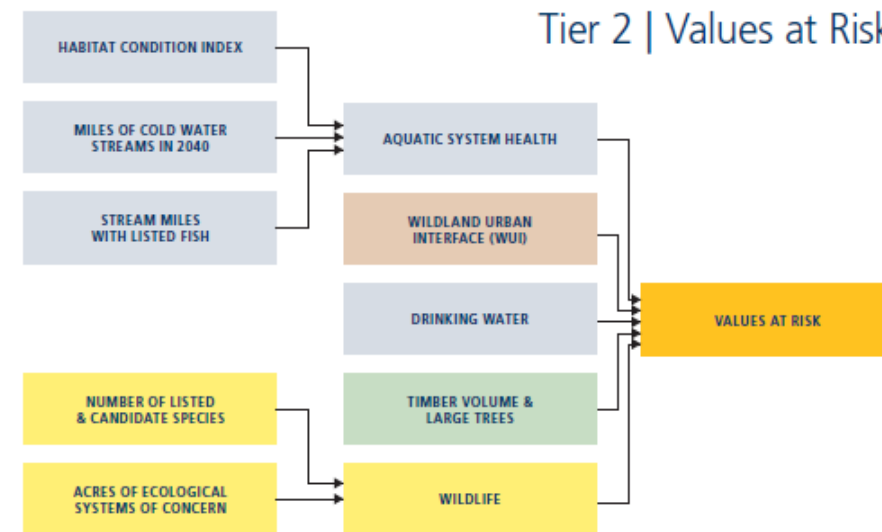 Tier 2 | Values at Risk
HABITAT CONDITION INDEX
MILES OF COLD WATER
STREAMS IN 2040
STREAM MILES
WITH LISTED FISH
NUMBER OF LISTED
& CANDIDATE SPECIES
ACRES OF ECOLOGICAL
SYSTEMS OF CONCERN
AQUATIC SYSTEM HEALTH
WILDLAND URBAN
INTERFACE (WUI)
DRINKING WATER
TIMBER VOLUME &
LARGE TREES
WILDLIFE
VALUES AT RISK